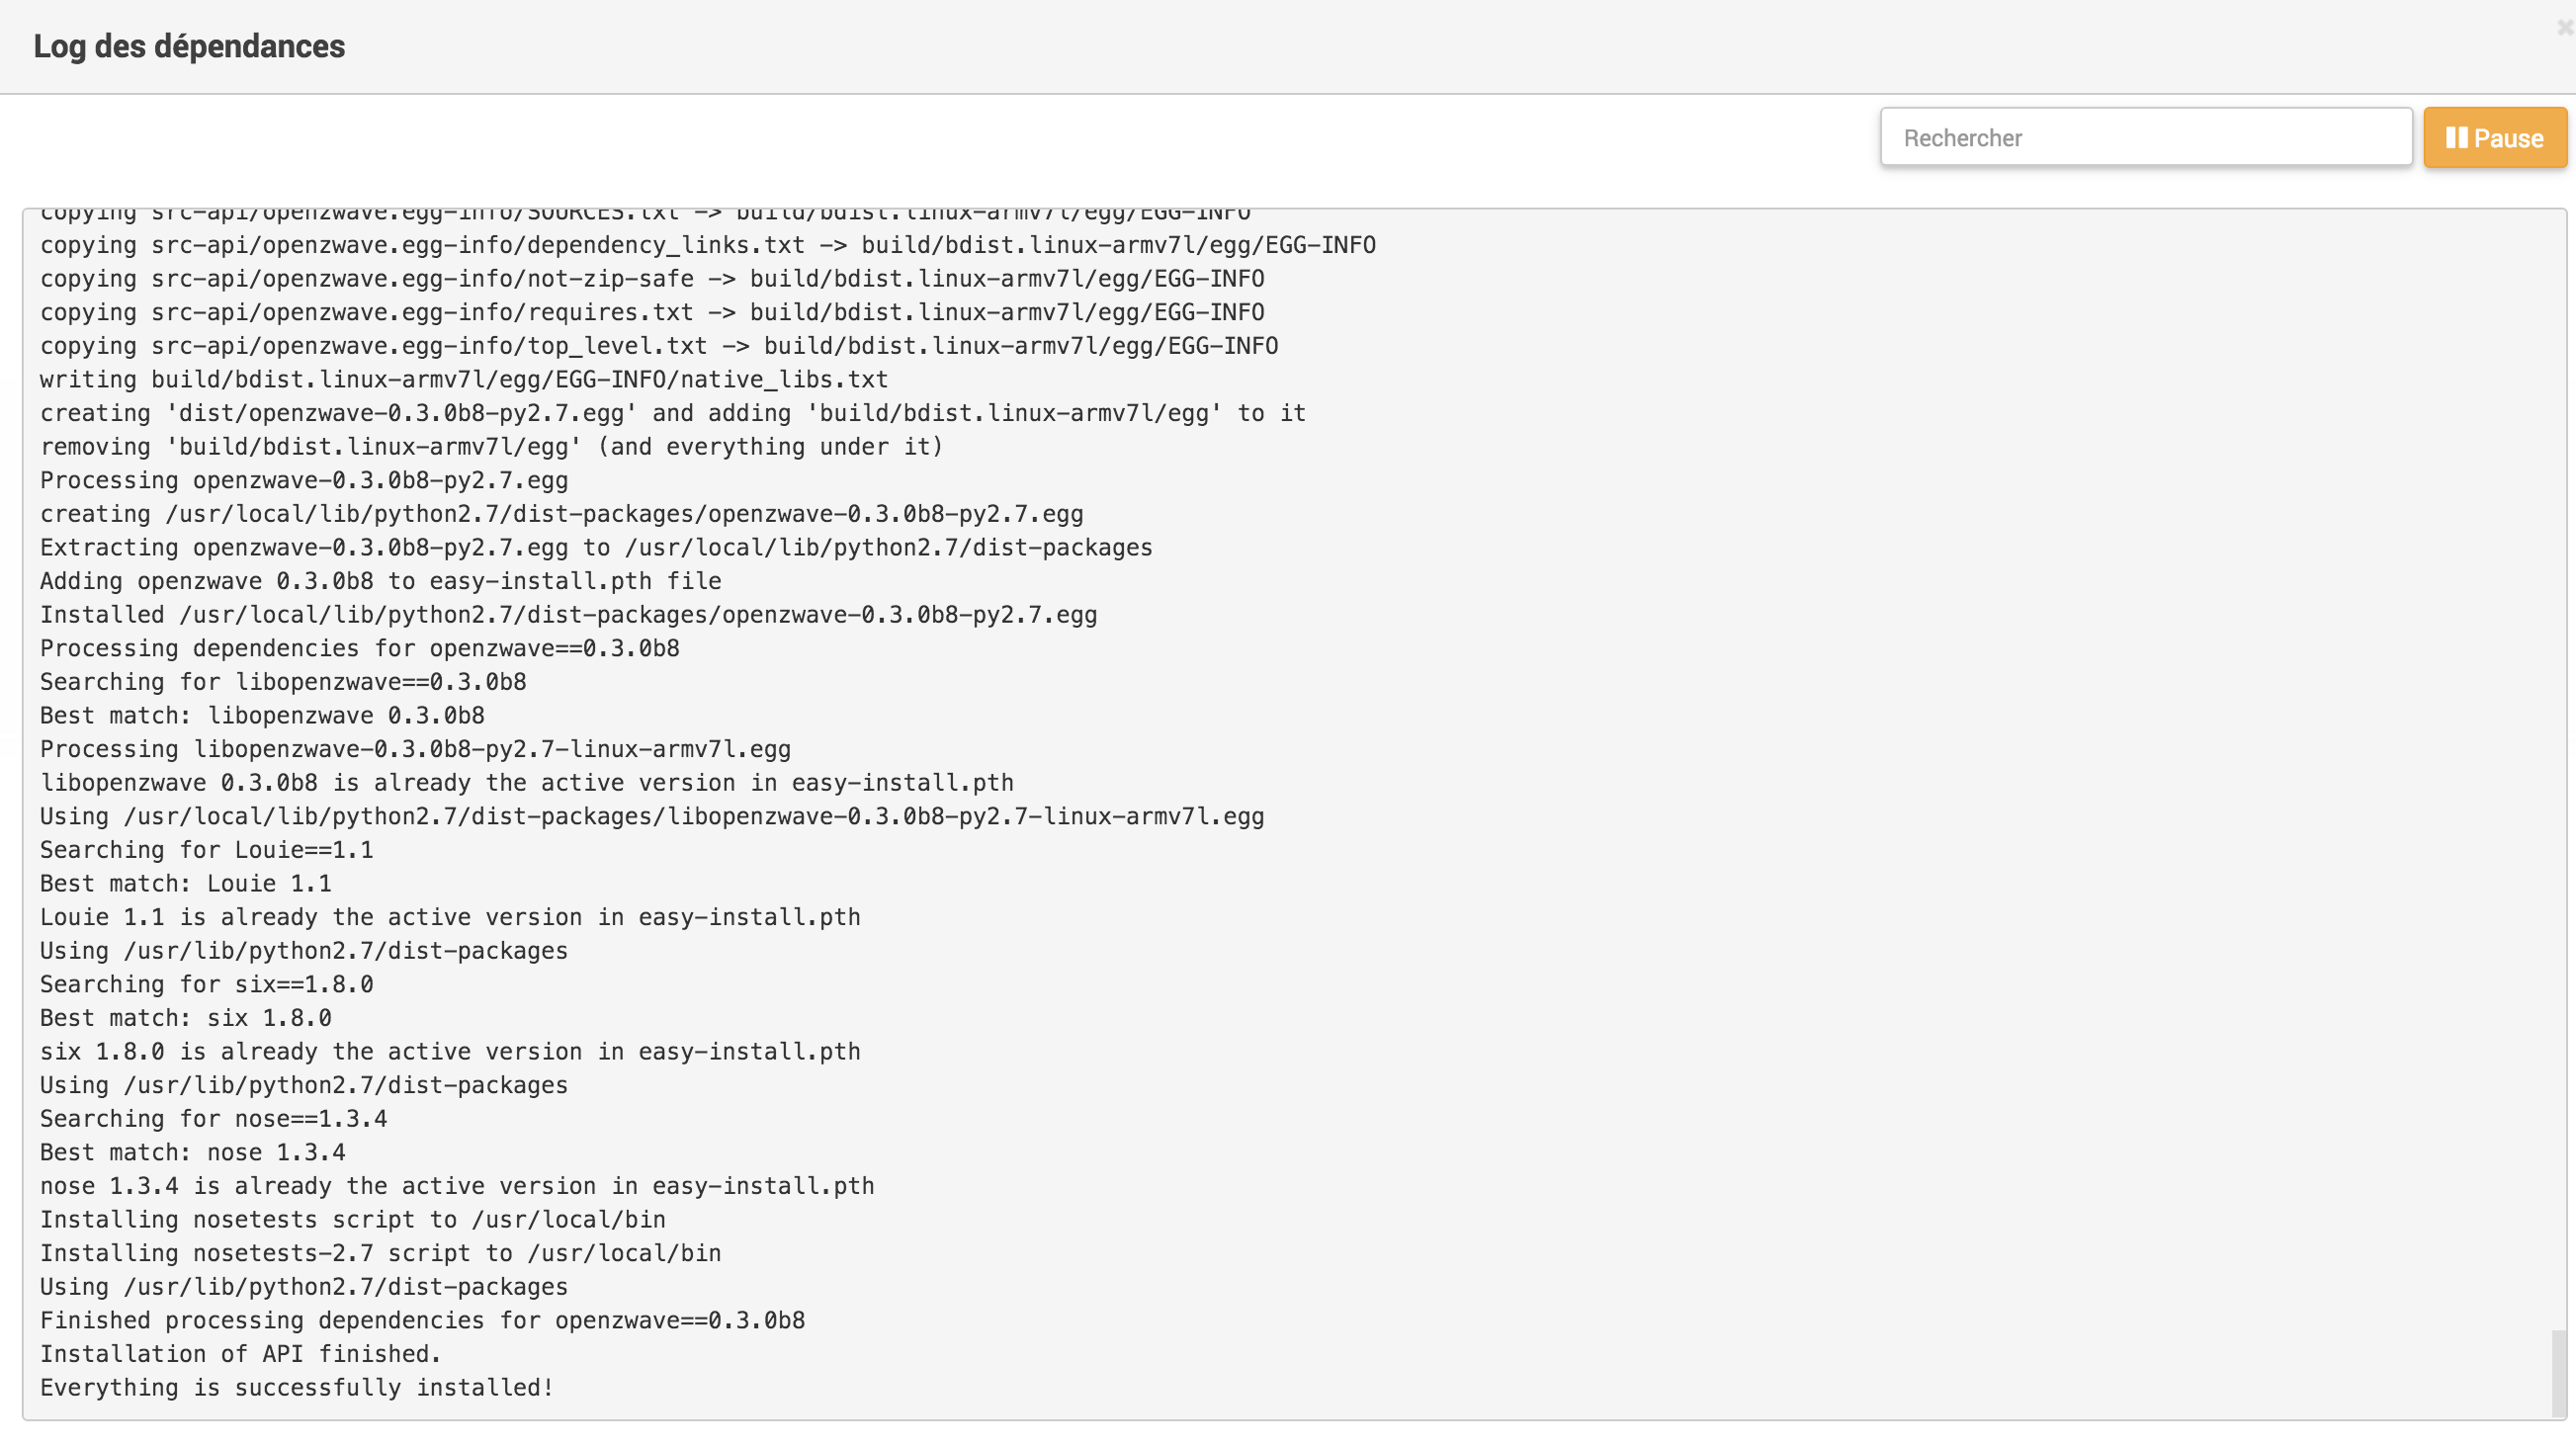 Log des dépendances
Rechercher
Pause
copying src-api/openzwave.egg-info/SOURCES.txt -> build/bdist.linux-armv7l/egg/EGG-INFO
copying src-api/openzwave.egg-info/dependency_links.txt -> build/bdist.linux-armv7l/egg/EGG-INFO
copying src-api/openzwave.egg-info/not-zip-safe -> build/bdist.linux-armv7l/egg/EGG-INFO
copying src-api/openzwave.egg-info/requires.txt -> build/bdist.linux-armv7l/egg/EGG-INFO
copying src-api/openzwave.egg-info/top_level.txt -> build/bdist.linux-armv7l/egg/EGG-INFO
writing build/bdist.linux-armv7l/egg/EGG-INFO/native_libs.txt
creating 'dist/openzwave-0.3.0b8-py2.7.egg' and adding 'build/bdist.linux-armv7l/egg' to it
removing 'build/bdist.linux-armv7l/egg' (and everything under it)
Processing openzwave-0.3.0b8-py2.7.egg
creating /usr/local/lib/python2.7/dist-packages/openzwave-0.3.0b8-py2.7.egg
Extracting openzwave-0.3.0b8-py2.7.egg to /usr/local/lib/python2.7/dist-packages
Adding openzwave 0.3.0b8 to easy-install.pth file
Installed /usr/local/lib/python2.7/dist-packages/openzwave-0.3.0b8-py2.7.egg
Processing dependencies for openzwave==0.3.0b8
Searching for libopenzwave==0.3.0b8
Best match: libopenzwave 0.3.0b8
Processing libopenzwave-0.3.0b8-py2.7-linux-armv7l.egg
libopenzwave 0.3.0b8 is already the active version in easy-install.pth
Using /usr/local/lib/python2.7/dist-packages/libopenzwave-0.3.0b8-py2.7-linux-armv7l.egg
Searching for Louie==1.1
Best match: Louie 1.1
Louie 1.1 is already the active version in easy-install.pth
Using /usr/lib/python2.7/dist-packages
Searching for six==1.8.0
Best match: six 1.8.0
six 1.8.0 is already the active version in easy-install.pth
Using /usr/lib/python2.7/dist-packages
Searching for nose==1.3.4
Best match: nose 1.3.4
nose 1.3.4 is already the active version in easy-install.pth
Installing nosetests script to /usr/local/bin
Installing nosetests-2.7 script to /usr/local/bin
Using /usr/lib/python2.7/dist-packages
Finished processing dependencies for openzwave==0.3.0b8
Installation of API finished.
Everything is successfully installed!